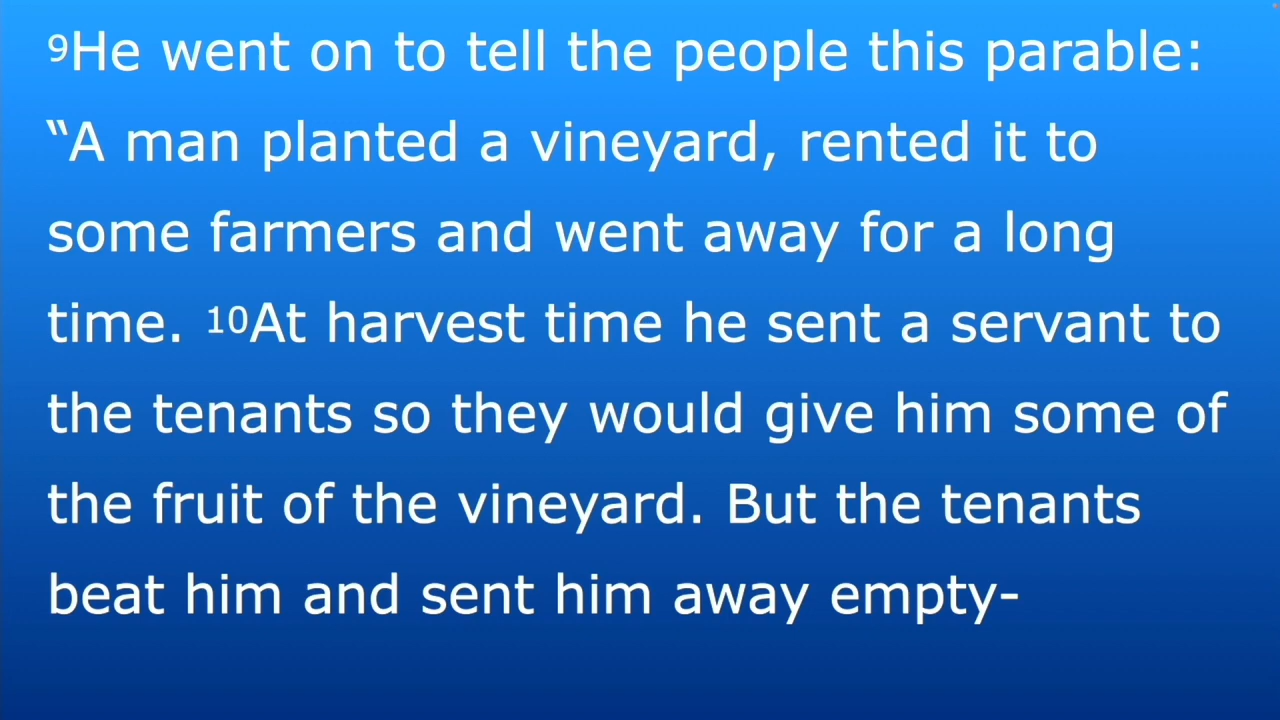 9He went on to tell the people this parable:
“A man planted a vineyard, rented it to
some farmers and went away for a long
time. 10At harvest time he sent a servant to
the tenants so they would give him some of
the fruit of the vineyard. But the tenants
beat him and sent him away empty-